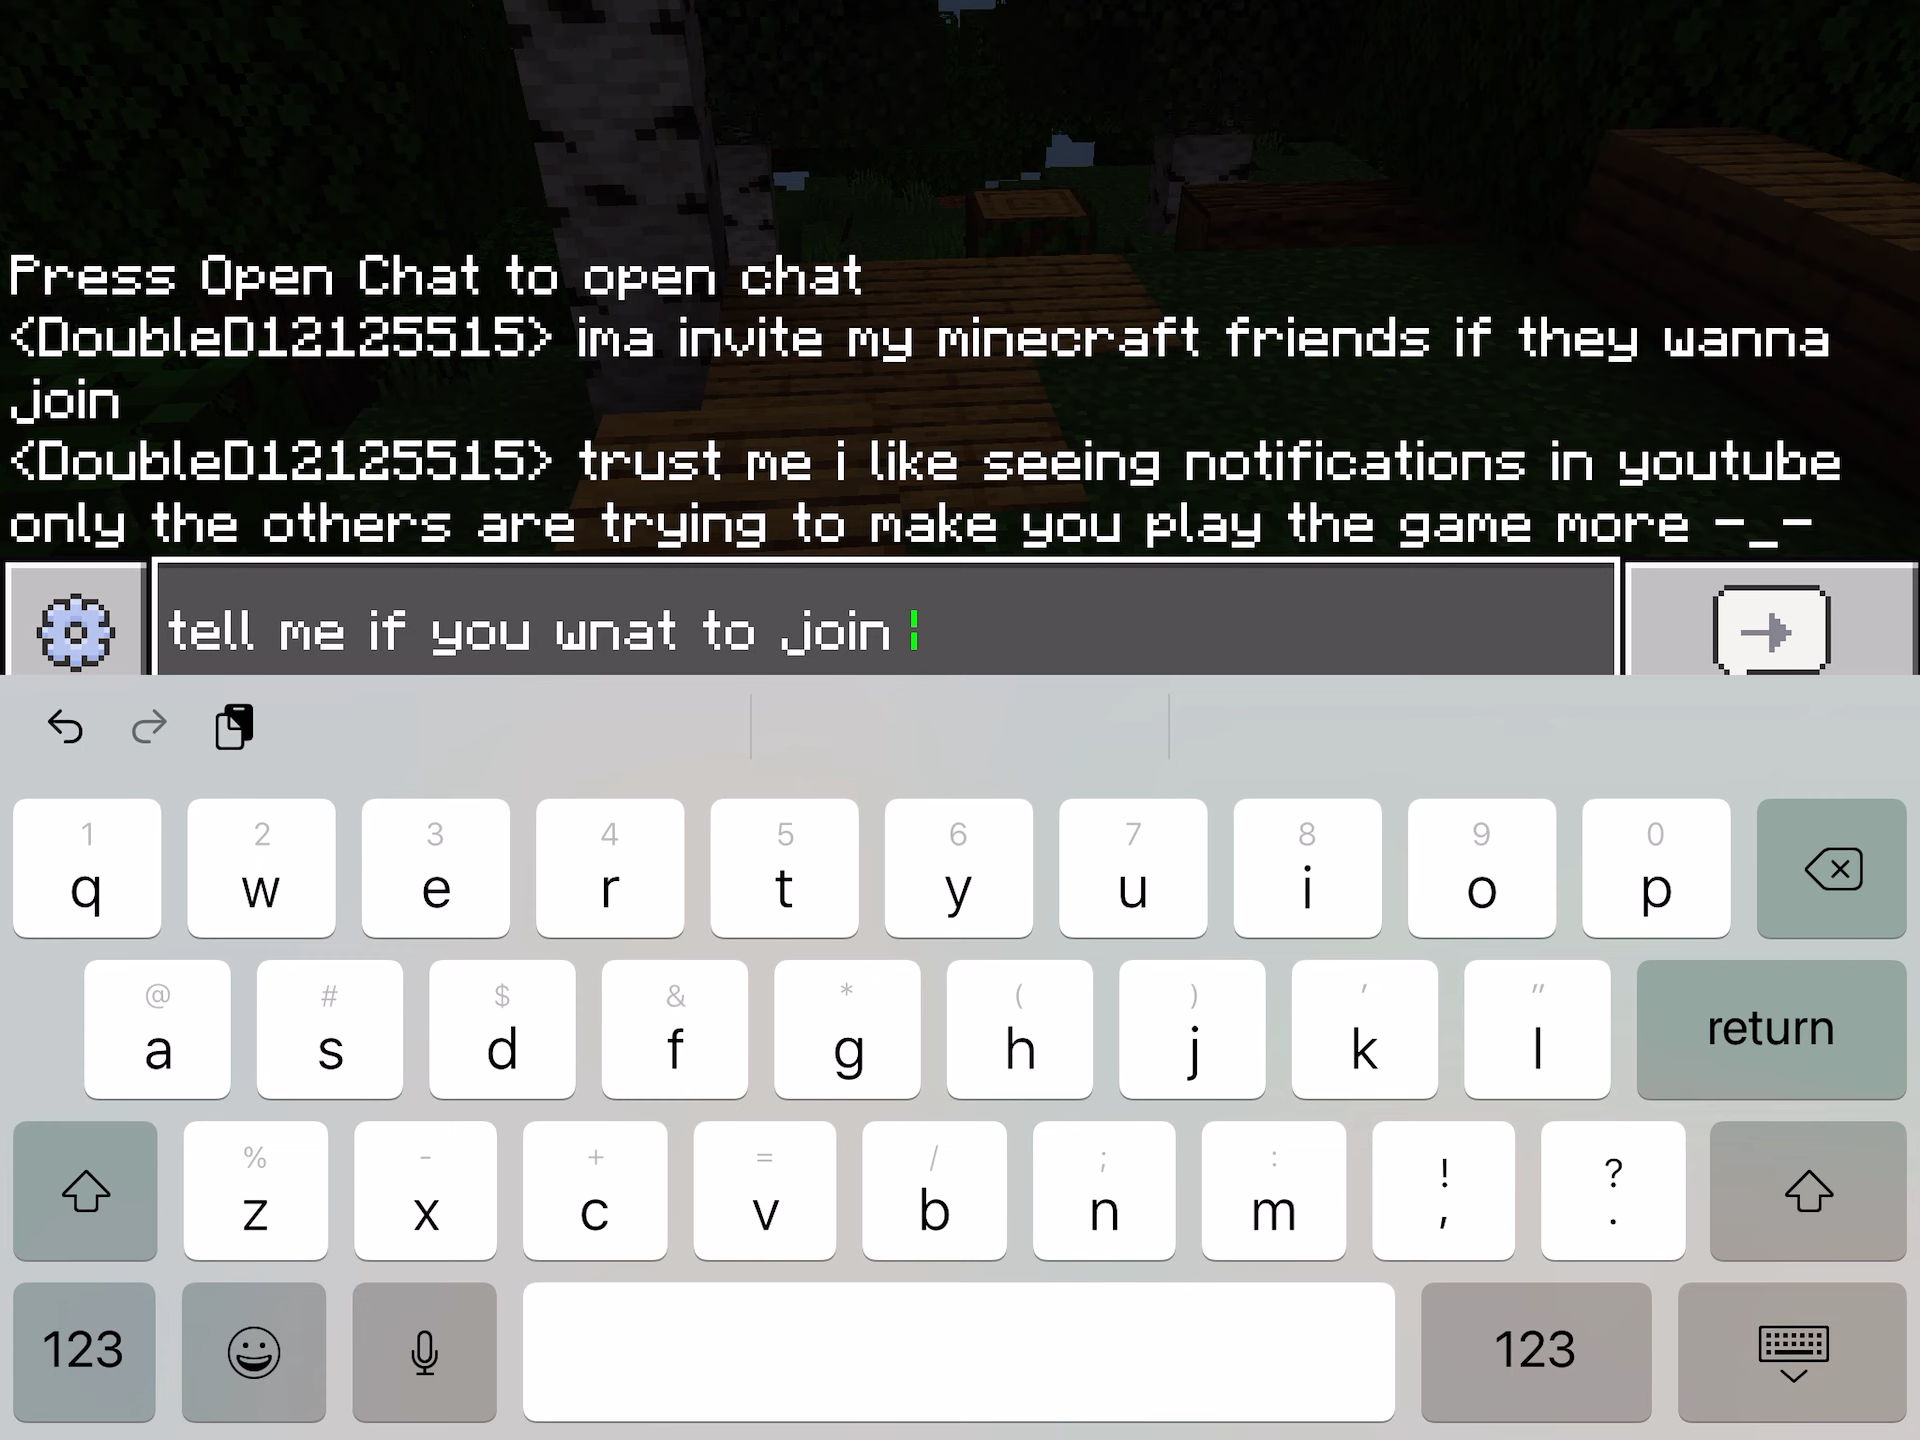 Press Open Chat to open chat
<DoubleD12125515> ima invite my minecraft friends if they wanna
join
<DoubleD12125515> trust me i like seeing notifications in youtube
only the others are trying to make you play the game more -_-
tell me if you wnat to join
1 2 3 4 5 6 7 8 9 0
q w e r t y u i o p
@ # $ & * ( ) ' "
a s d f g h j k l return
% - + = / ; : ! ?
z x c v b n m , .
123 123